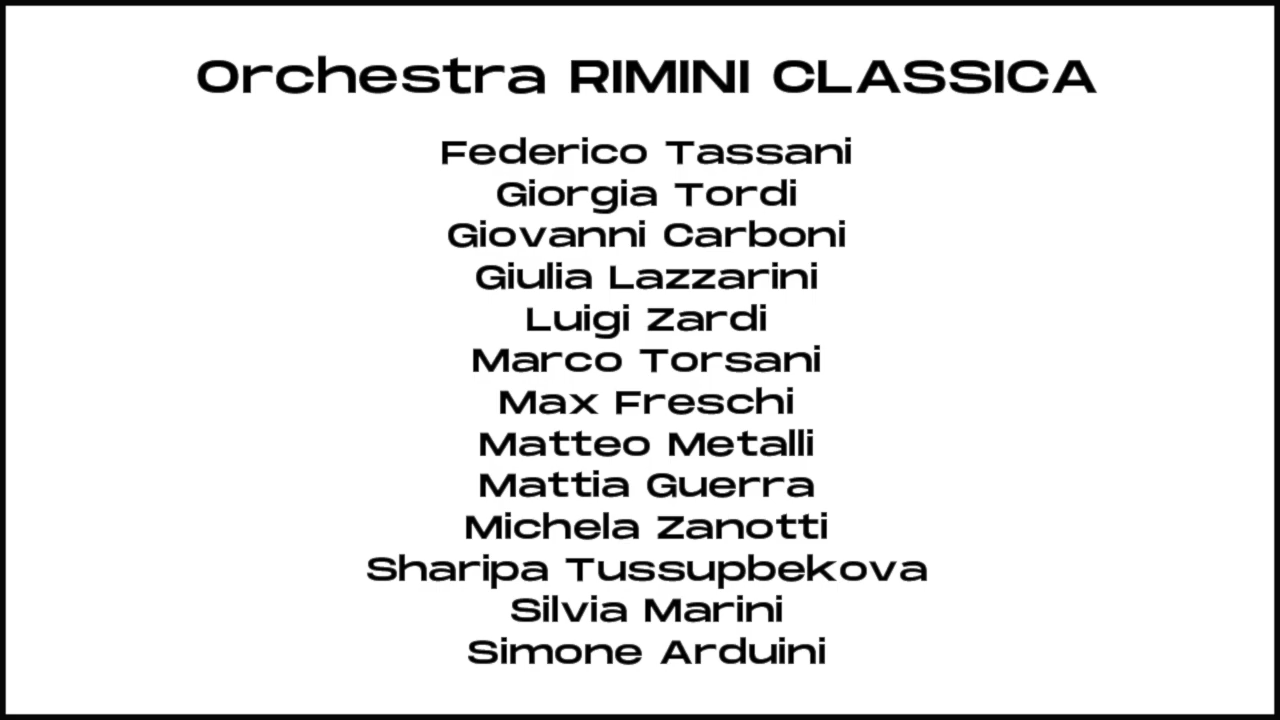 Orchestra RIMINI CLASSICA
Federico Tassani
Giorgia Tordi
Giovanni Carboni
Giulia Lazzarini
Luigi Zardi
Marco Torsani
Max Freschi
Matteo Metalli
Mattia Guerra
Michela Zanotti
Sharipa Tussupbekova
Silvia Marini
Simone Arduini